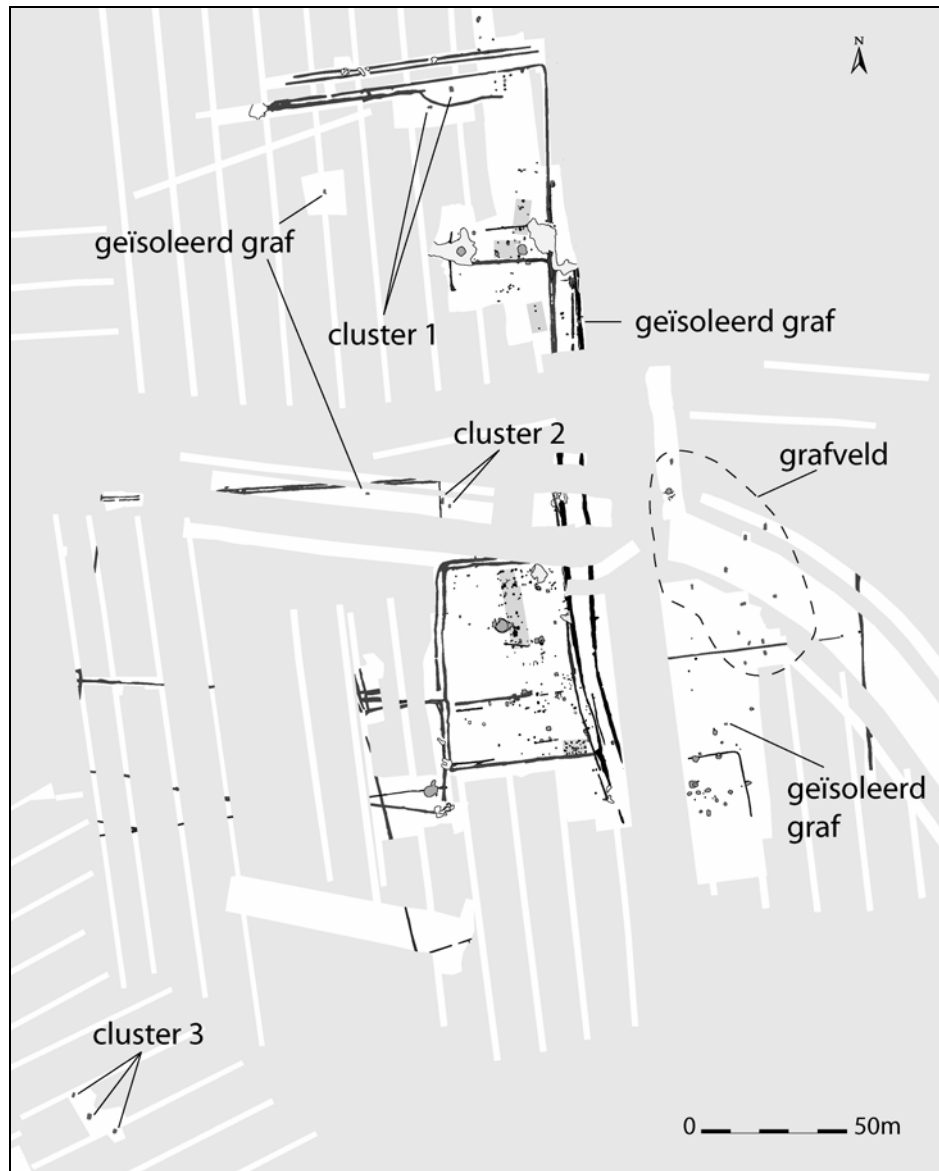 N
geïsoleerd graf
cluster 1
geïsoleerd graf
cluster 2
grafveld
geïsoleerd
graf
cluster 3
0 50m